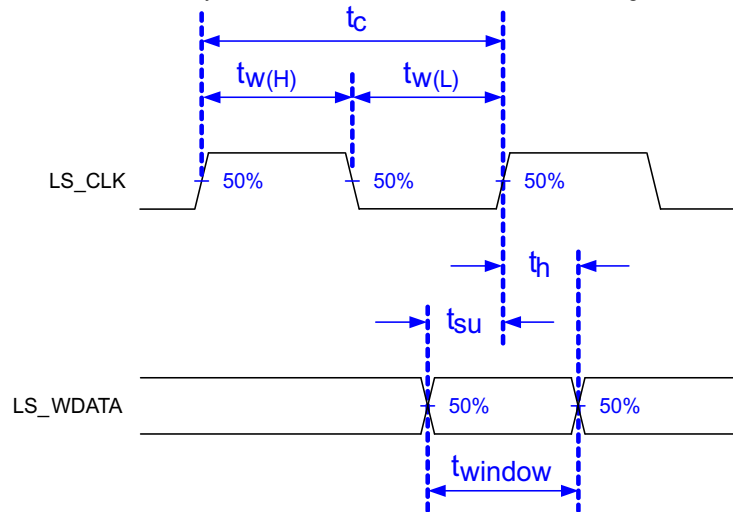 tc
tw(H) tw(L)
LS_CLK 50% 50% 50%
th
tsu
LS_WDATA 50% 50%
twindow